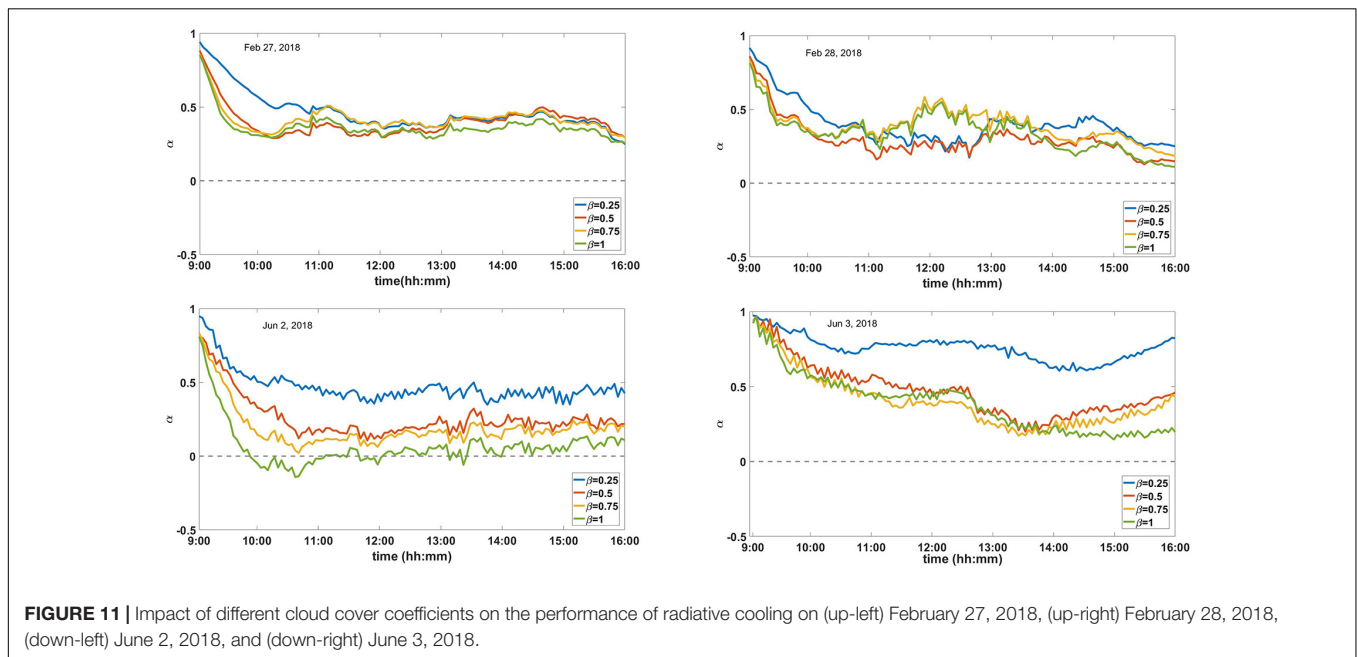 Feb 27, 2018
1
0.5
0
-0.5
α
β=0.25
β=0.5
β=0.75
β=1
9:00 10:00 11:00 12:00 13:00 14:00 15:00 16:00
time(hh:mm)
Feb 28, 2018
1
0.5
0
-0.5
α
β=0.25
β=0.5
β=0.75
β=1
9:00 10:00 11:00 12:00 13:00 14:00 15:00 16:00
time (hh:mm)
Jun 2, 2018
1
0.5
0
-0.5
α
β=0.25
β=0.5
β=0.75
β=1
9:00 10:00 11:00 12:00 13:00 14:00 15:00 16:00
time (hh:mm)
Jun 3, 2018
1
0.5
0
-0.5
α
β=0.25
β=0.5
β=0.75
β=1
9:00 10:00 11:00 12:00 13:00 14:00 15:00 16:00
time (hh:mm)
FIGURE 11 | Impact of different cloud cover coefficients on the performance of radiative cooling on (up-left) February 27, 2018, (up-right) February 28, 2018,
(down-left) June 2, 2018, and (down-right) June 3, 2018.